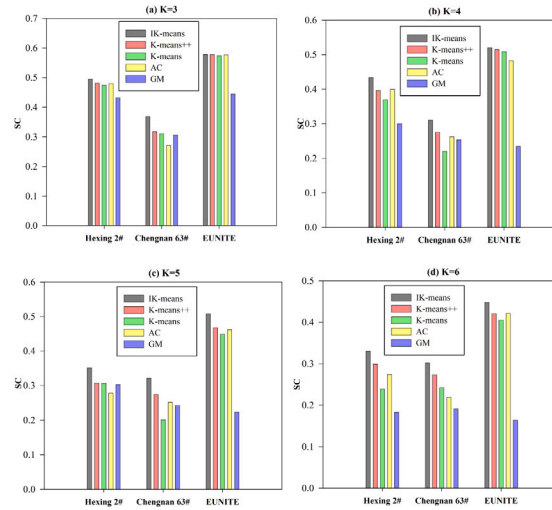 (a) K=3
0.7
0.6
0.5
0.4
0.3
0.2
0.1
0.0
SC
IK-means
K-means++
K-means
AC
GM
Hexing 2#
Chengnan 63#
EUNITE
(b) K=4
0.6
0.5
0.4
0.3
0.2
0.1
0.0
SC
IK-means
K-means++
K-means
AC
GM
Hexing 2#
Chengnan 63#
EUNITE
(c) K=5
0.6
0.5
0.4
0.3
0.2
0.1
0.0
SC
IK-means
K-means++
K-means
AC
GM
Hexing 2#
Chengnan 63#
EUNITE
(d) K=6
0.5
0.4
0.3
0.2
0.1
0.0
SC
IK-means
K-means++
K-means
AC
GM
Hexing 2#
Chengnan 63#
EUNITE